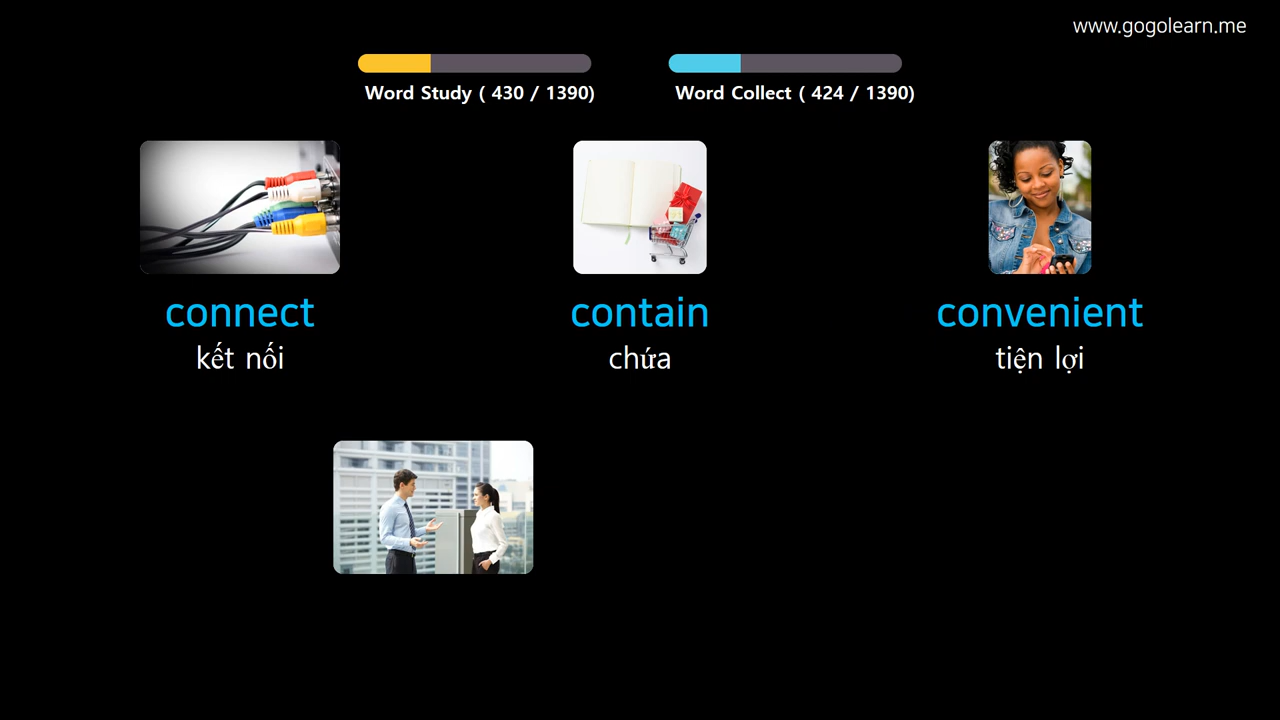 www.gogolearn.me
Word Study ( 430 / 1390)
Word Collect ( 424 / 1390)
connect
contain
convenient
kết nối
chứa
tiện lợi